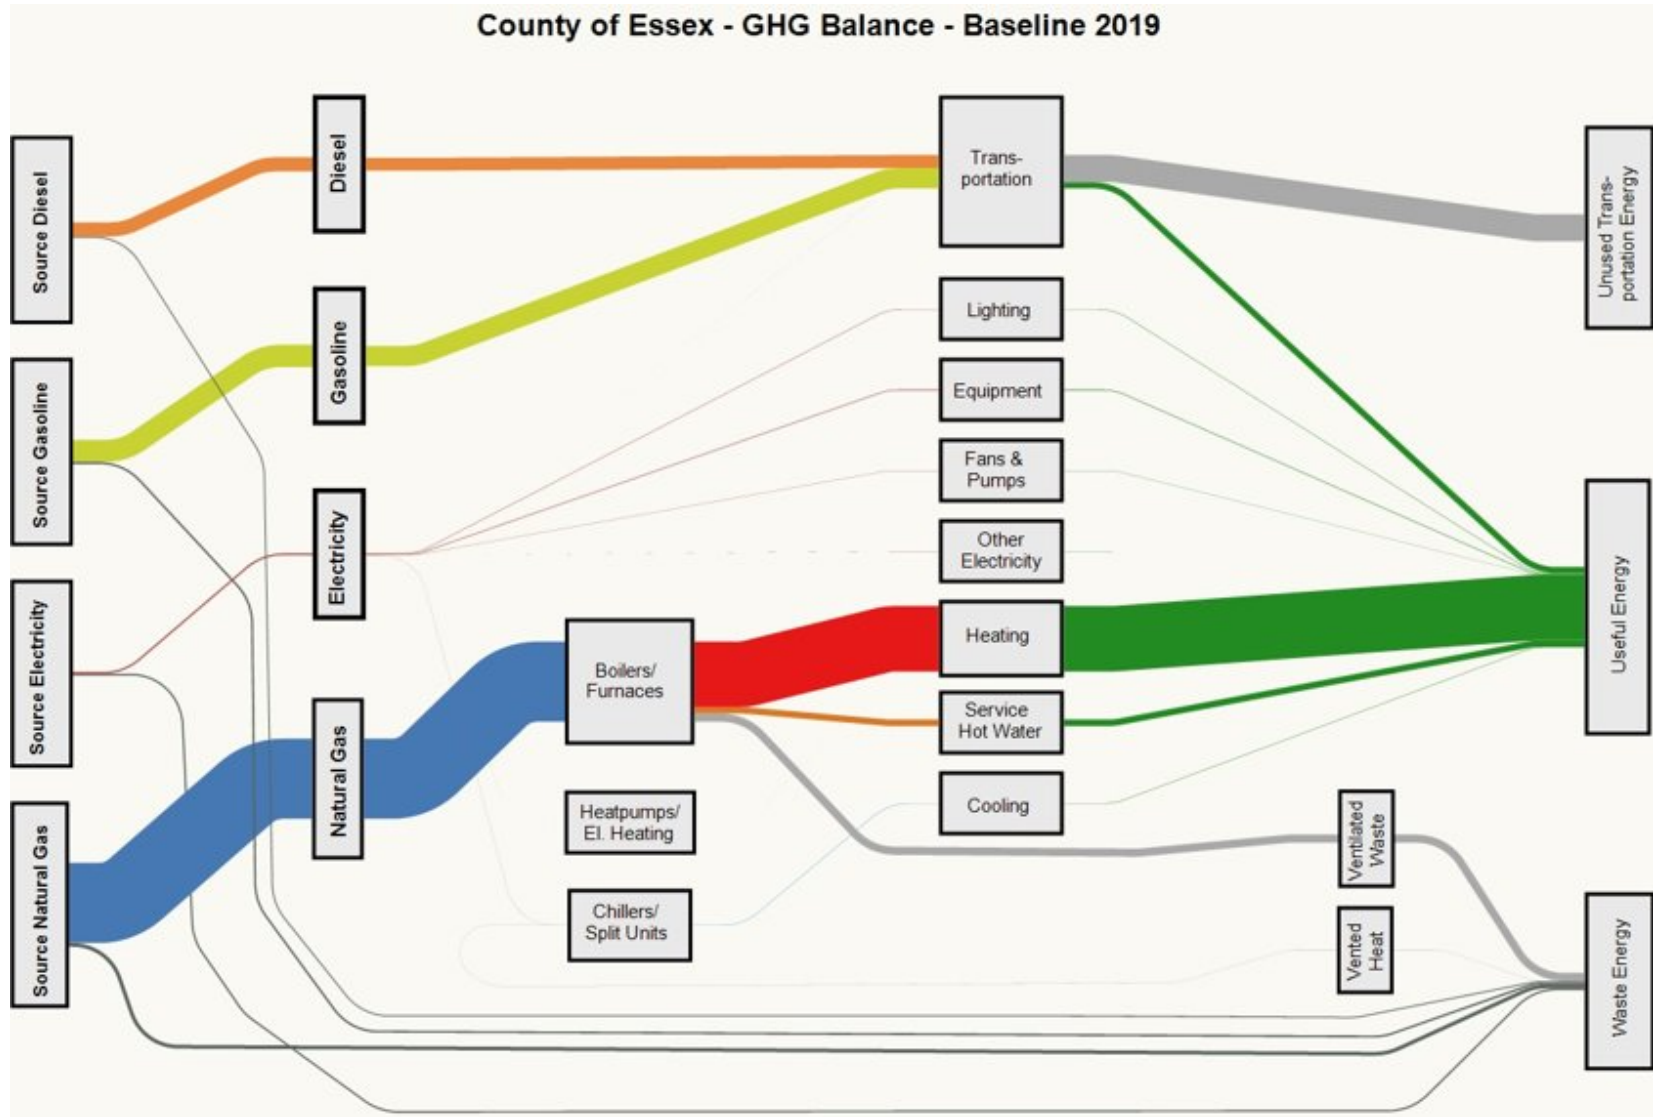 County of Essex - GHG Balance - Baseline 2019
Source Diesel
Source Gasoline
Source Electricity
Source Natural Gas
Diesel
Gasoline
Electricity
Natural Gas
Boilers/
Furnaces
Heatpumps/
El. Heating
Chillers/
Split Units
Trans-
portation
Lighting
Equipment
Fans &
Pumps
Other
Electricity
Heating
Service
Hot Water
Cooling
Ventilated
Waste
Vented
Heat
Unused Trans-
portation Energy
Useful Energy
Waste Energy